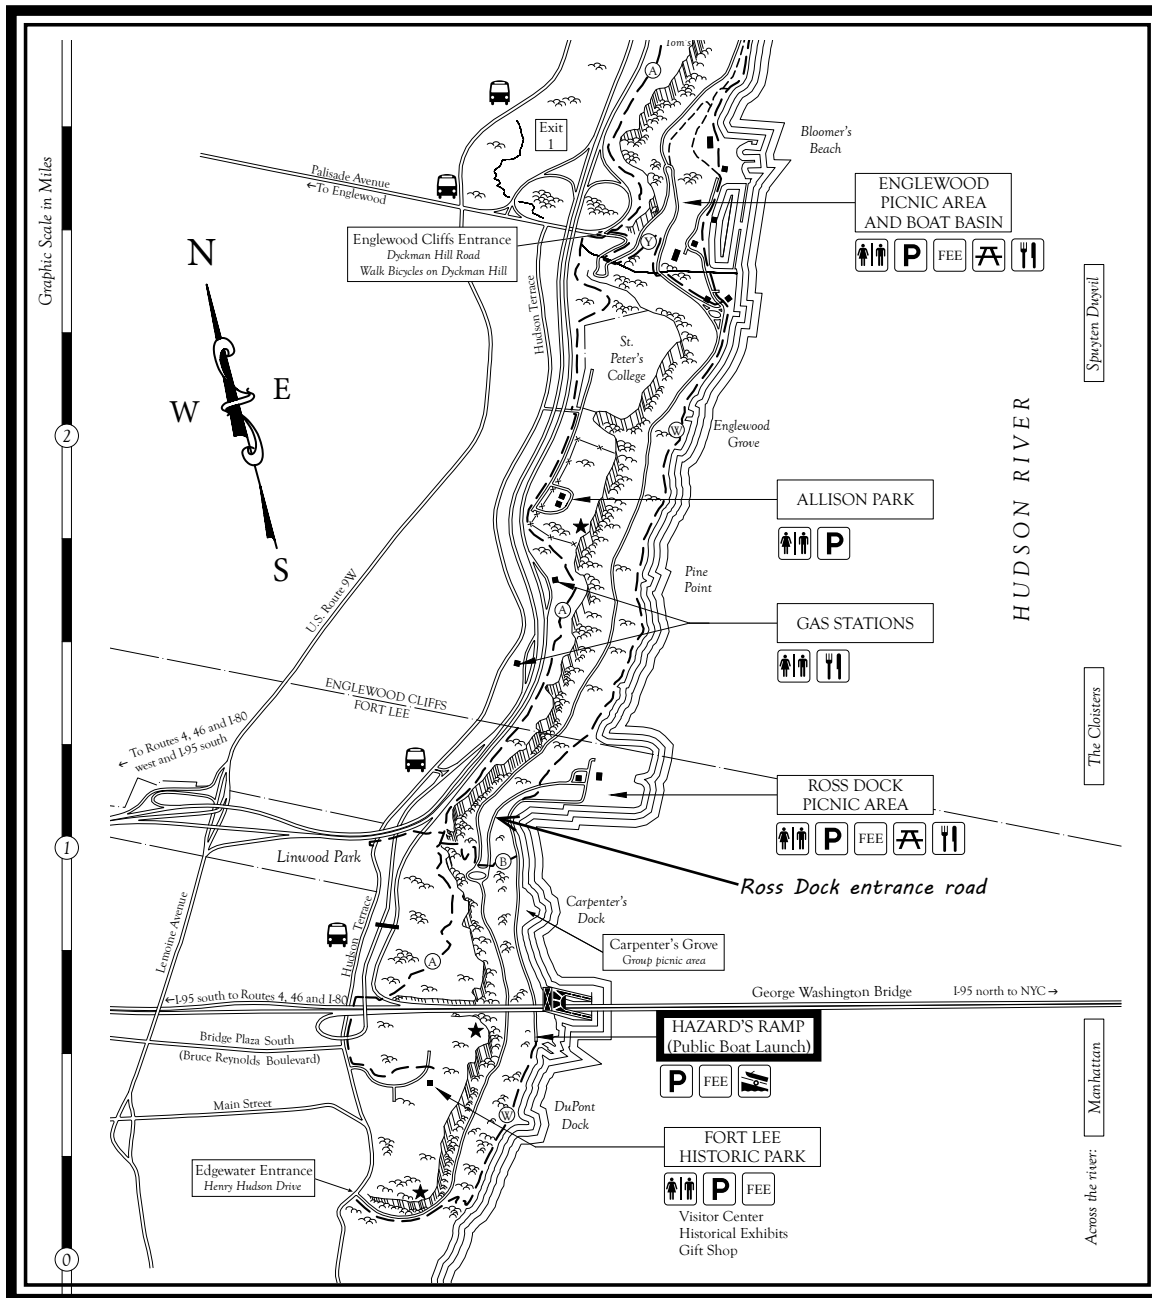 Tom's
A
Graphic Scale in Miles
Exit
1
Bloomer's
Beach
Palisade Avenue
←To Englewood
ENGLEWOOD
PICNIC AREA
AND BOAT BASIN
P
FEE
Englewood Cliffs Entrance
Dyckman Hill Road
Walk Bicycles on Dyckman Hill
Y
N
W
E
S
Hudson Terrace
St.
Peter's
College
Spuyten Duyvil
HUDSON RIVER
2
W
Englewood
Grove
ALLISON PARK
P
Pine
Point
U.S. Route 9W
A
GAS STATIONS
ENGLEWOOD CLIFFS
FORT LEE
The Cloisters
← To Routes 4, 46 and I-80
west and I-95 south
ROSS DOCK
PICNIC AREA
P
FEE
1
Linwood Park
B
Ross Dock entrance road
Lemoine Avenue
Hudson Terrace
Carpenter's
Dock
Carpenter's Grove
Group picnic area
A
←I-95 south to Routes 4, 46 and I-80
George Washington Bridge
I-95 north to NYC→
Bridge Plaza South
(Bruce Reynolds Boulevard)
HAZARD'S RAMP
(Public Boat Launch)
P
FEE
Main Street
W
DuPont
Dock
Manhattan
Across the river:
FORT LEE
HISTORIC PARK
P
FEE
Visitor Center
Historical Exhibits
Gift Shop
Edgewater Entrance
Henry Hudson Drive
0